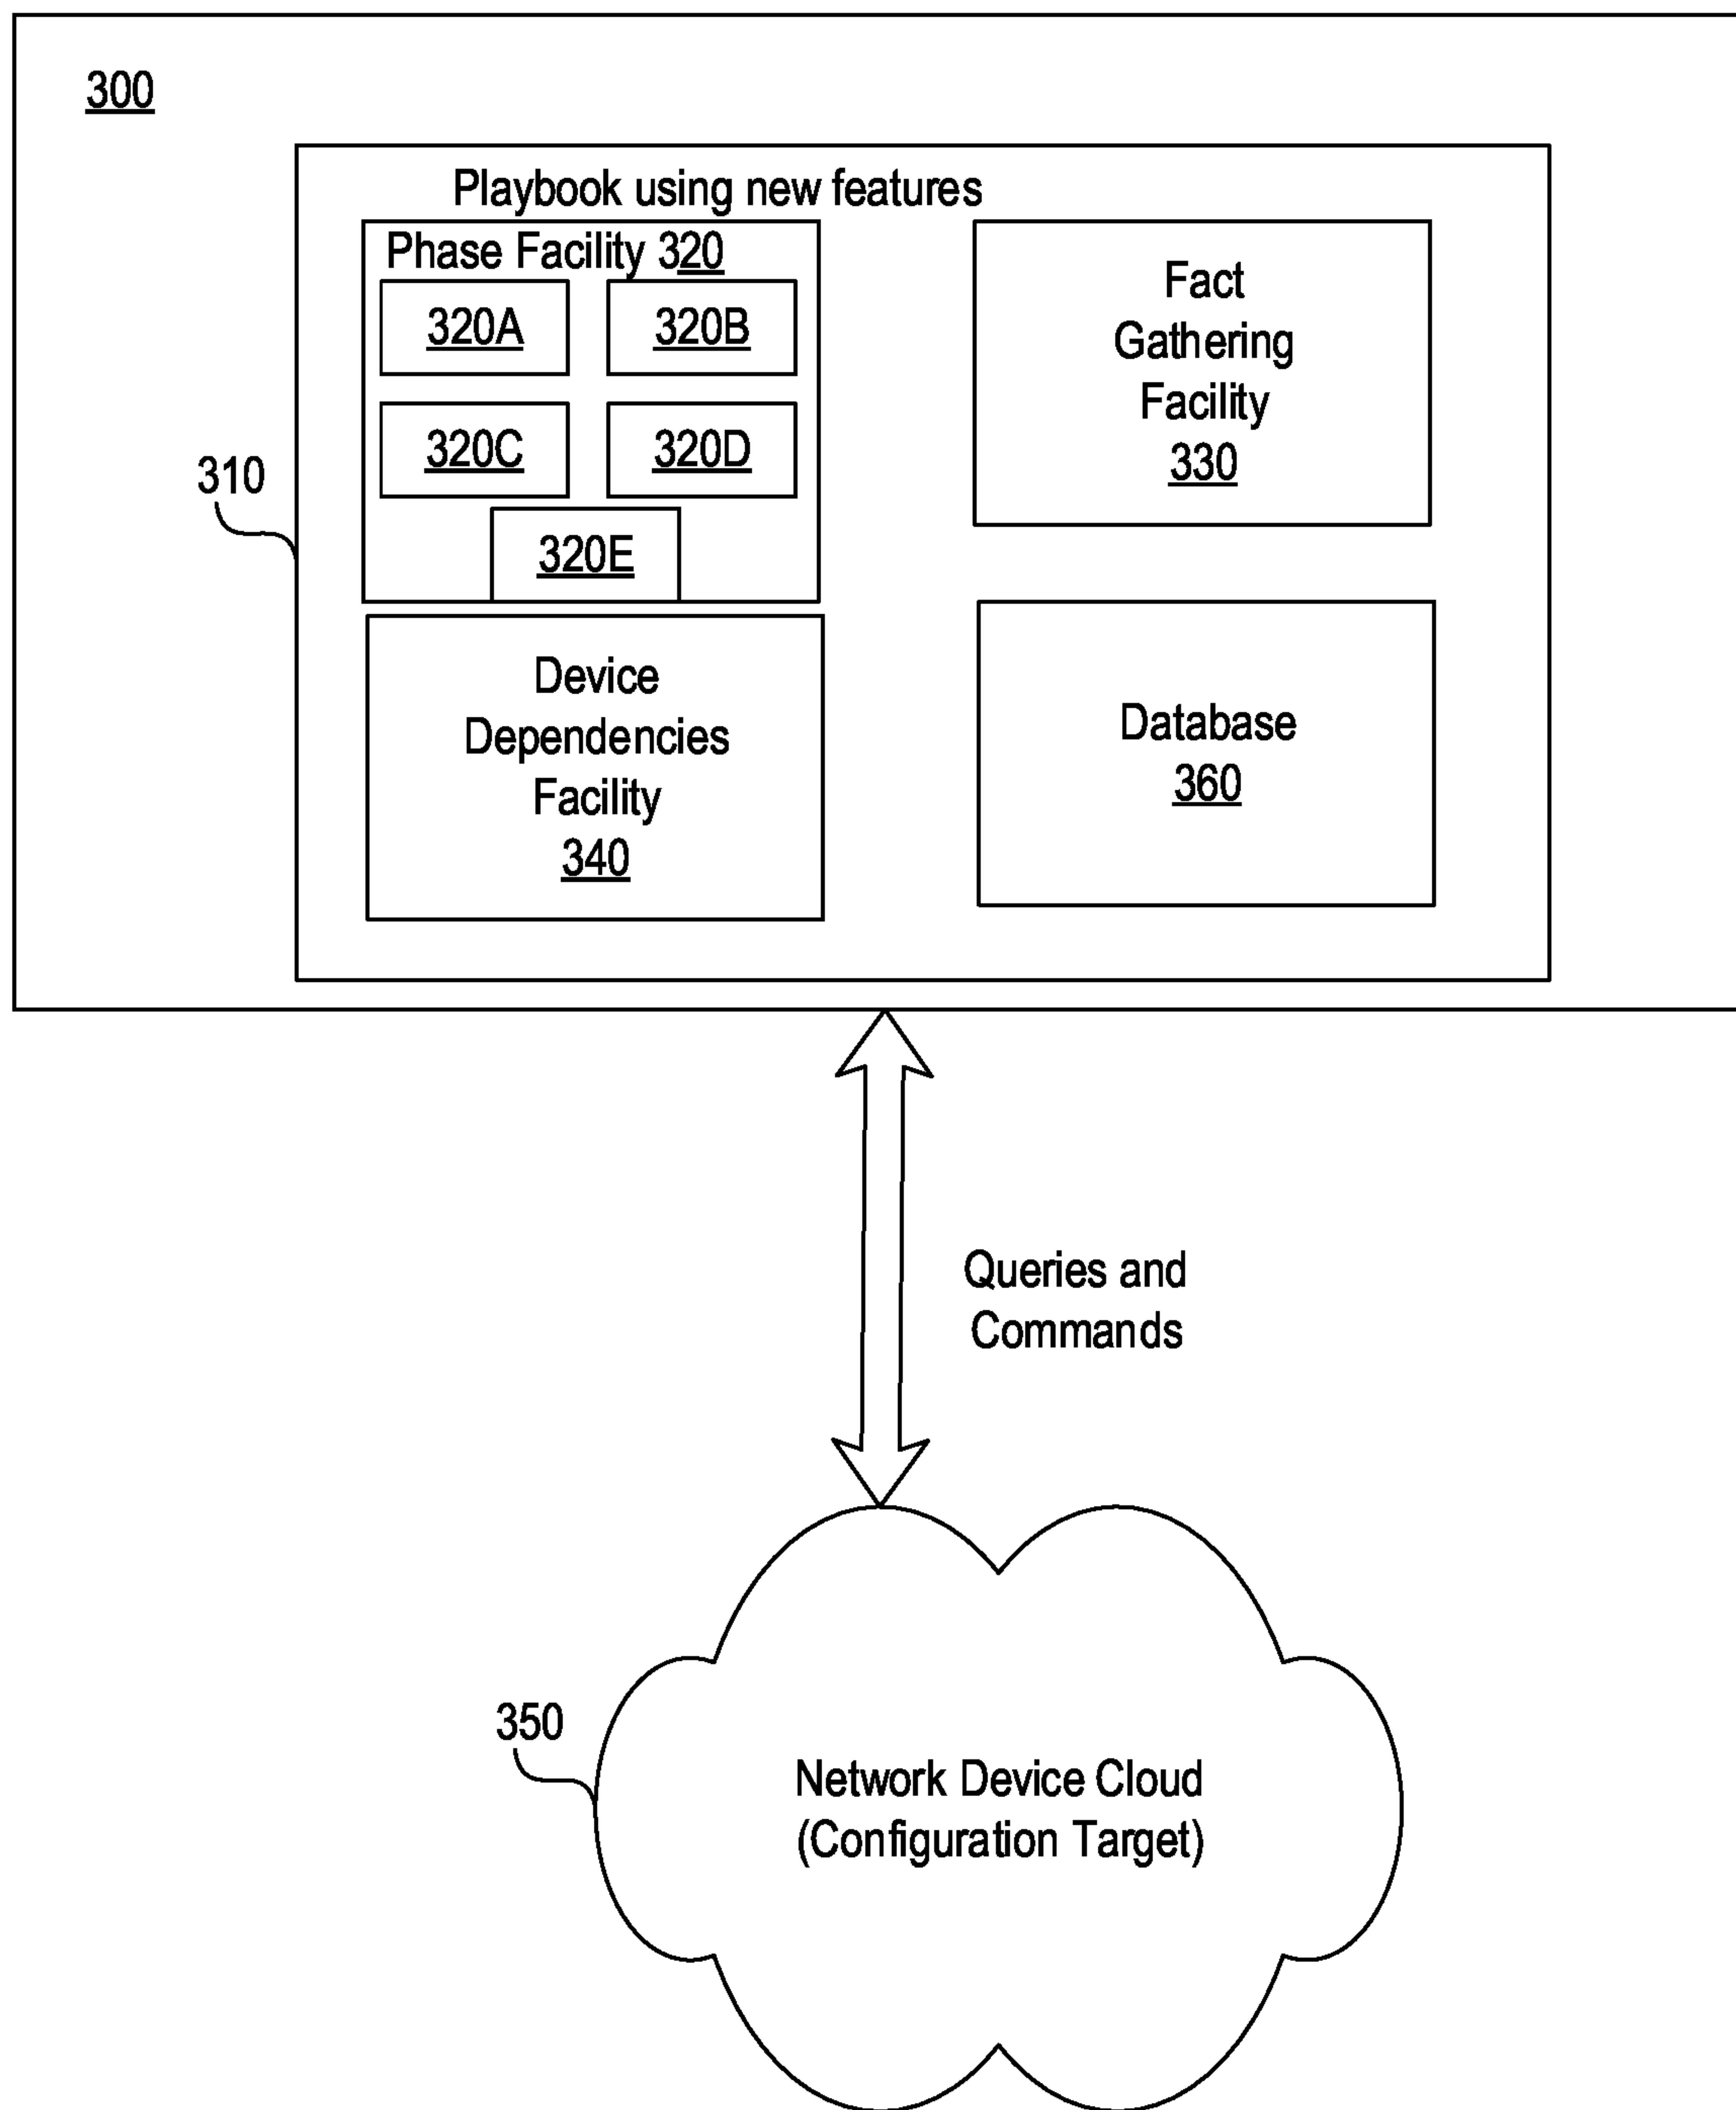 300
Playbook using new features
Phase Facility 320
320A
320B
320C
320D
320E
Fact
Gathering
Facility
330
310
Device
Dependencies
Facility
340
Database
360
Queries and
Commands
350
Network Device Cloud
(Configuration Target)